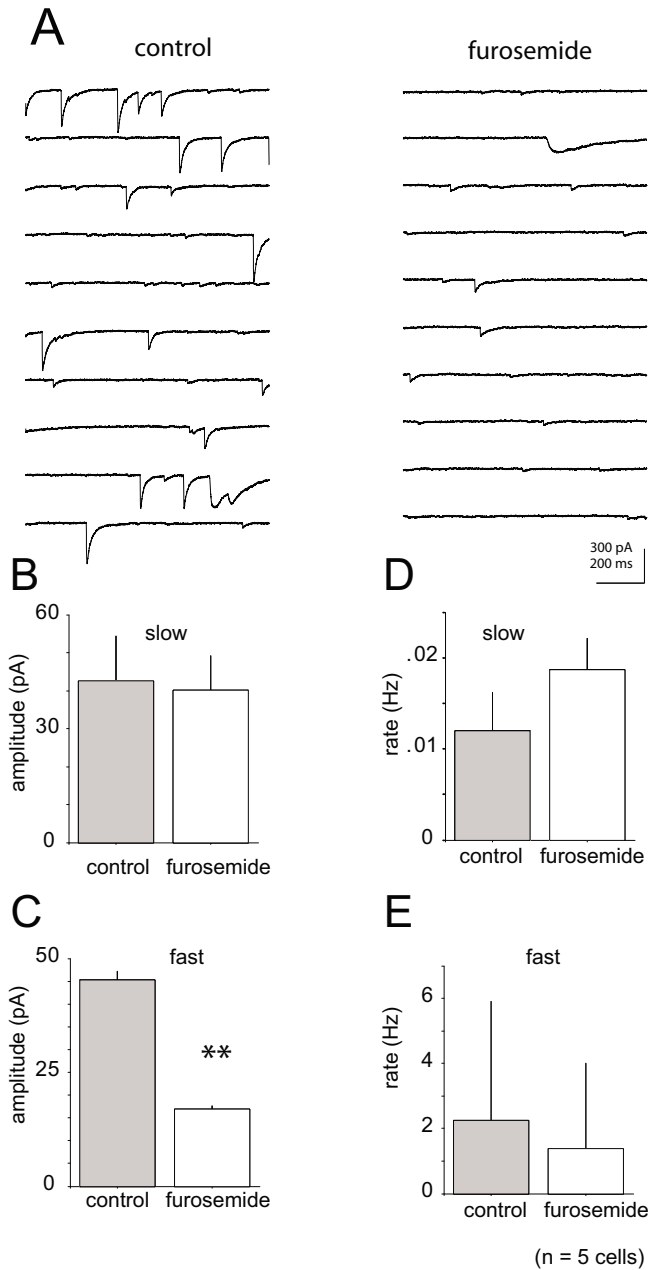 A
control
furosemide
300 pA
200 ms
B
slow
amplitude (pA)
60
30
0
control furosemide
D
slow
rate (Hz)
.02
.01
0
control furosemide
C
fast
amplitude (pA)
50
25
0
**
control furosemide
E
fast
rate (Hz)
6
4
2
0
control furosemide
(n = 5 cells)